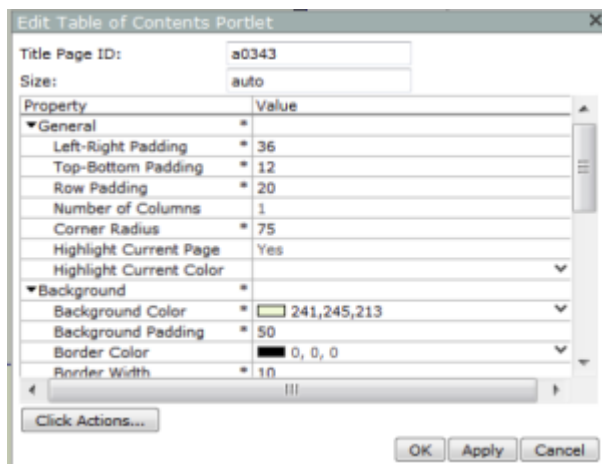 Edit Table of Contents Portlet
Title Page ID: a0343
Size: auto
Property Value
General *
Left-Right Padding * 36
Top-Bottom Padding * 12
Row Padding * 20
Number of Columns 1
Corner Radius * 75
Highlight Current Page Yes
Highlight Current Color
Background *
Background Color * 241,245,213
Background Padding * 50
Border Color 0, 0, 0
Border Width * 10
Click Actions...
OK Apply Cancel